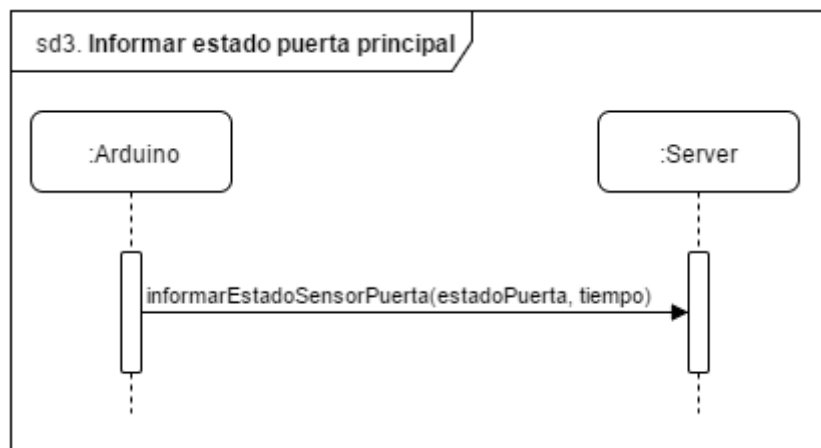 sd3. Informar estado puerta principal
:Arduino
:Server
informarEstadoSensorPuerta(estadoPuerta, tiempo)